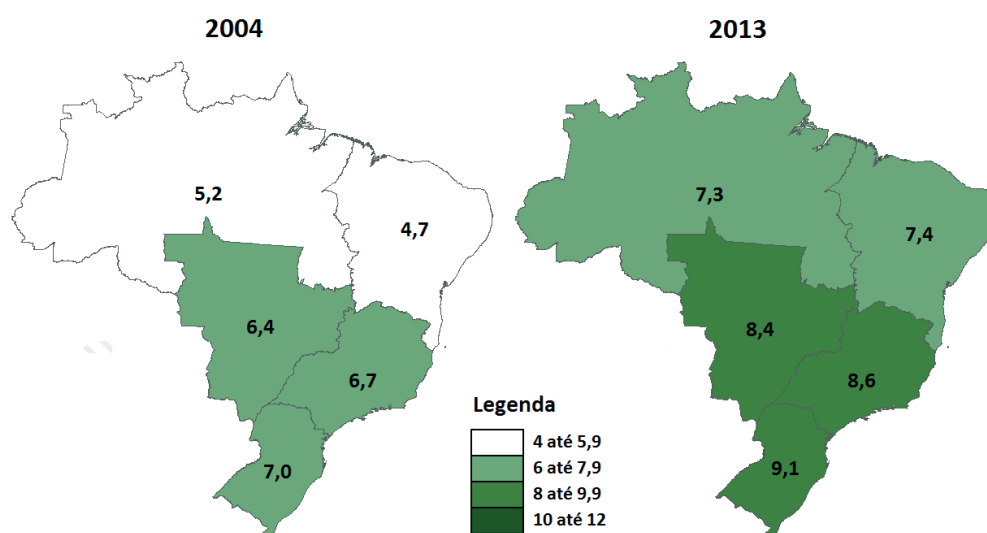 2004
5,2
4,7
6,4
6,7
7,0
2013
7,3
7,4
8,4
8,6
9,1
Legenda
4 até 5,9
6 até 7,9
8 até 9,9
10 até 12